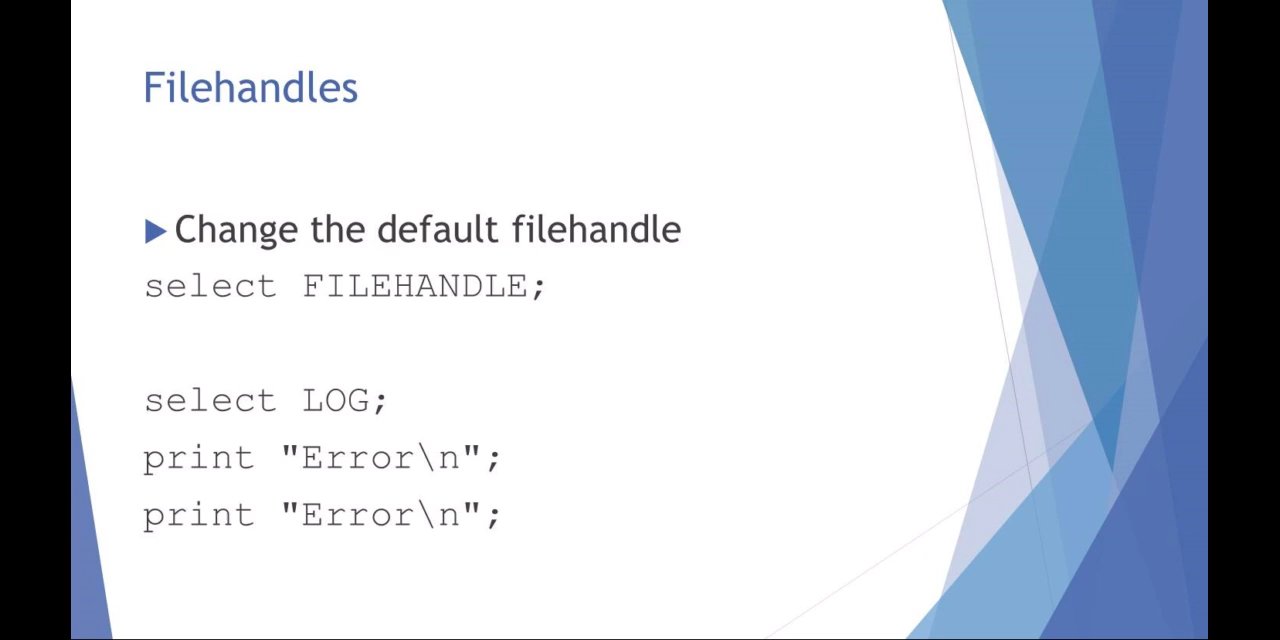 Filehandles
Change the default filehandle
select FILEHANDLE;
select LOG;
print "Error\n";
print "Error\n";